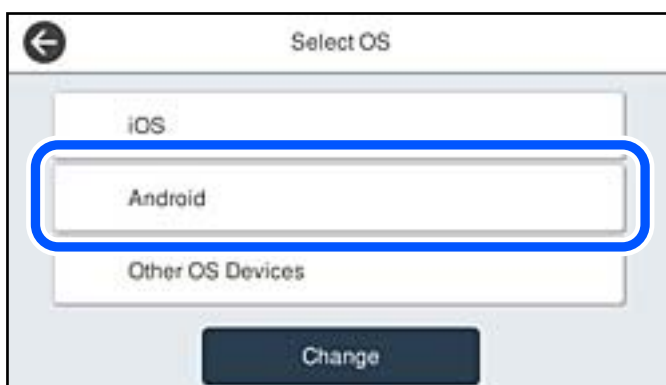 Select OS
iOS
Android
Other OS Devices
Change